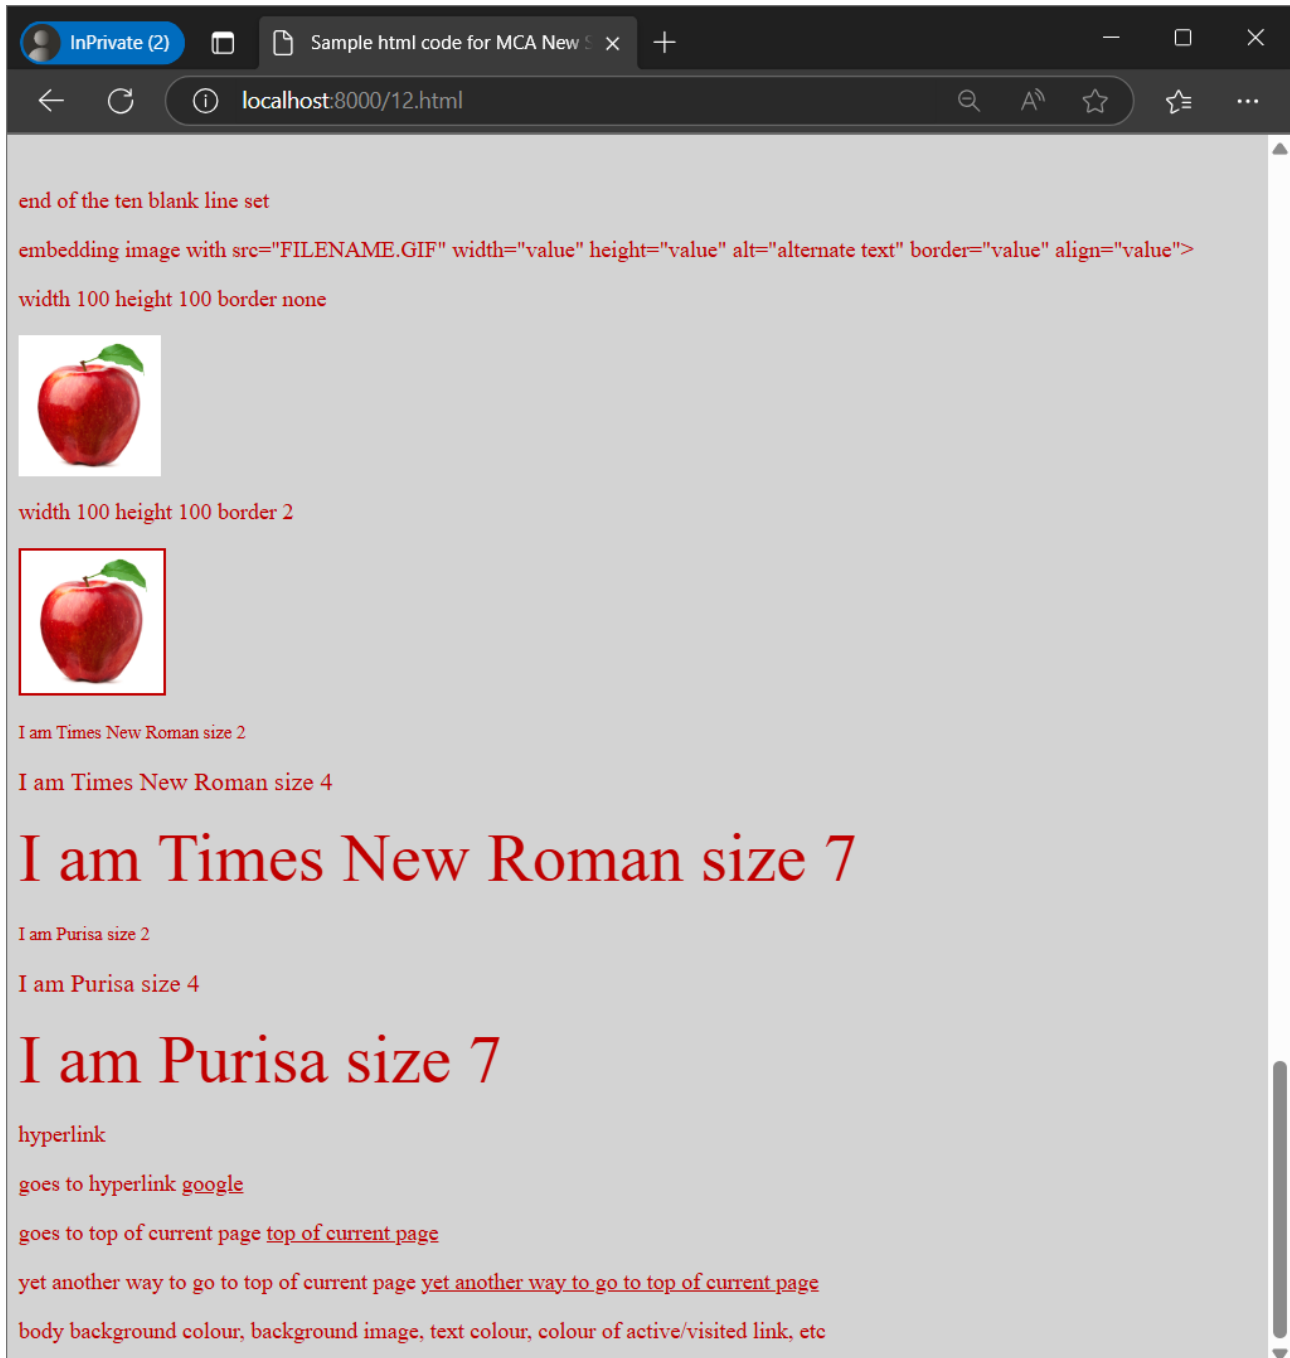 InPrivate (2)
Sample html code for MCA New
localhost:8000/12.html
end of the ten blank line set
embedding image with src="FILENAME.GIF" width="value" height="value" alt="alternate text" border="value" align="value">
width 100 height 100 border none
width 100 height 100 border 2
I am Times New Roman size 2
I am Times New Roman size 4
I am Times New Roman size 7
I am Purisa size 2
I am Purisa size 4
I am Purisa size 7
hyperlink
goes to hyperlink google
goes to top of current page top of current page
yet another way to go to top of current page yet another way to go to top of current page
body background colour, background image, text colour, colour of active/visited link, etc